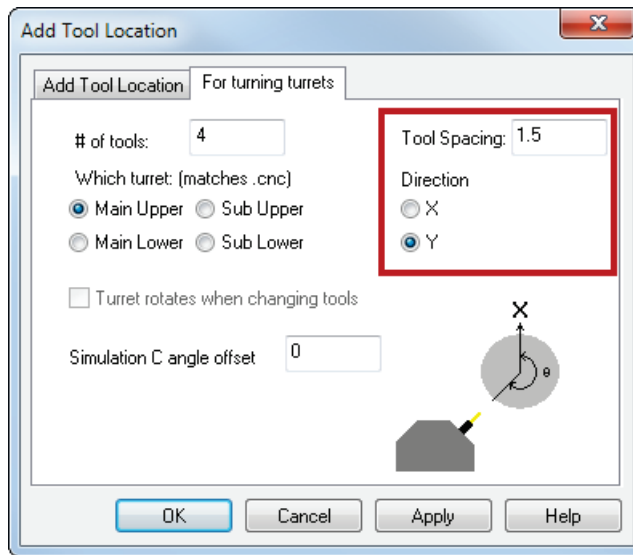 Add Tool Location
Add Tool Location For turning turrets
# of tools: 4
Tool Spacing: 1.5
Which turret: (matches .cnc)
Direction
Main Upper Sub Upper
X
Main Lower Sub Lower
Y
Turret rotates when changing tools
X
Simulation C angle offset 0
θ
OK Cancel Apply Help